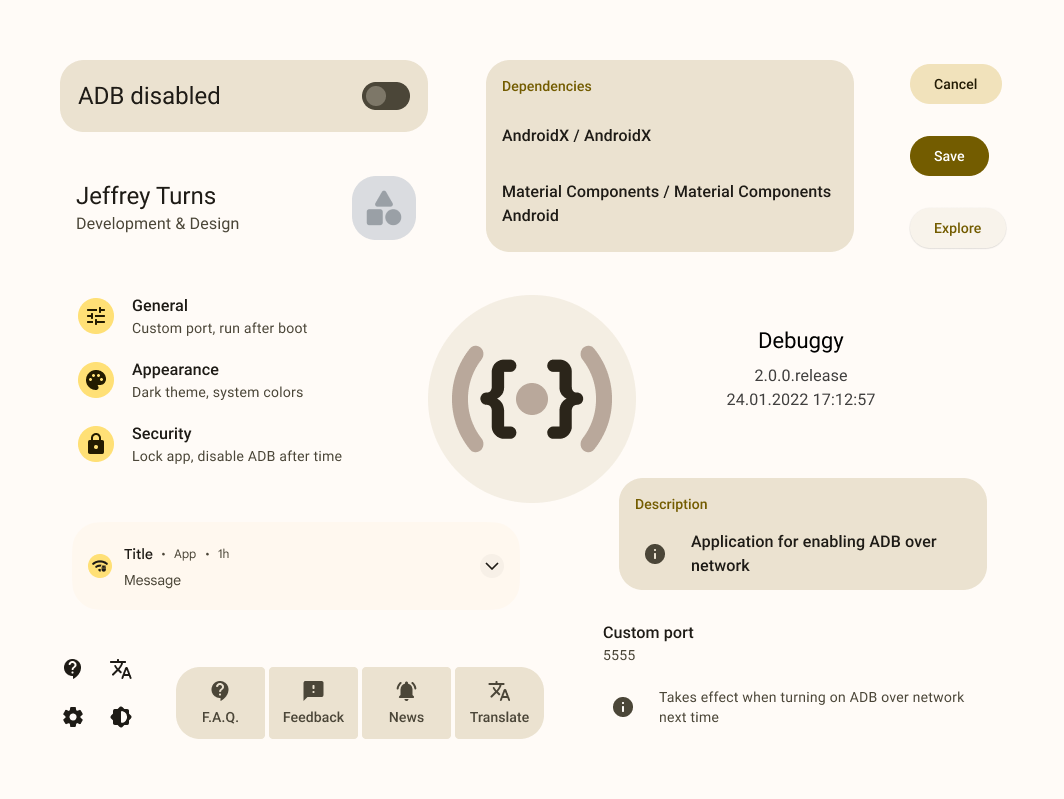 ADB disabled
Jeffrey Turns
Development & Design
Dependencies
AndroidX / AndroidX
Material Components / Material Components
Android
Cancel
Save
Explore
General
Custom port, run after boot
Appearance
Dark theme, system colors
Security
Lock app, disable ADB after time
Debuggy
2.0.0.release
24.01.2022 17:12:57
Title • App • 1h
Message
Description
Application for enabling ADB over
network
Custom port
5555
Takes effect when turning on ADB over network
next time
F.A.Q. Feedback News Translate